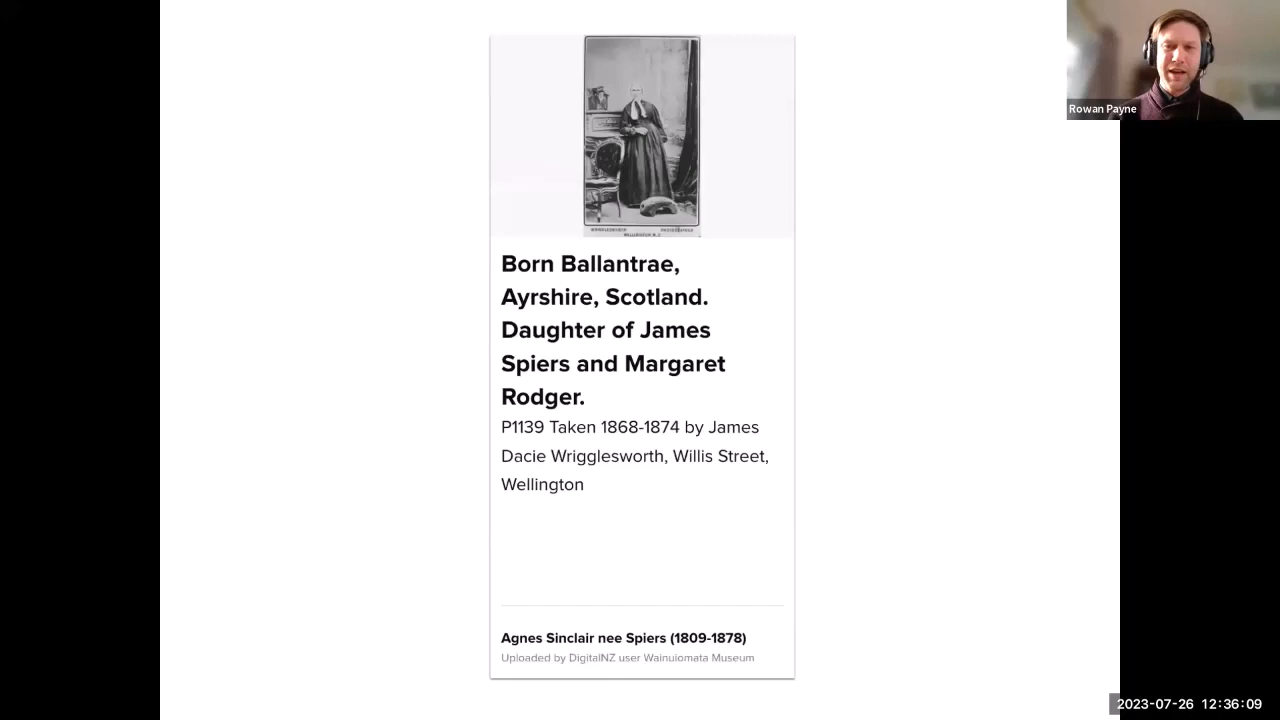 Rowan Payne
Born Ballantrae,
Ayrshire, Scotland.
Daughter of James
Spiers and Margaret
Rodger.
P1139 Taken 1868-1874 by James
Dacie Wrigglesworth, Willis Street,
Wellington
Agnes Sinclair nee Spiers (1809-1878)
Uploaded by DigitalNZ user Wainuiomata Museum
2023-07-26 12:36:09